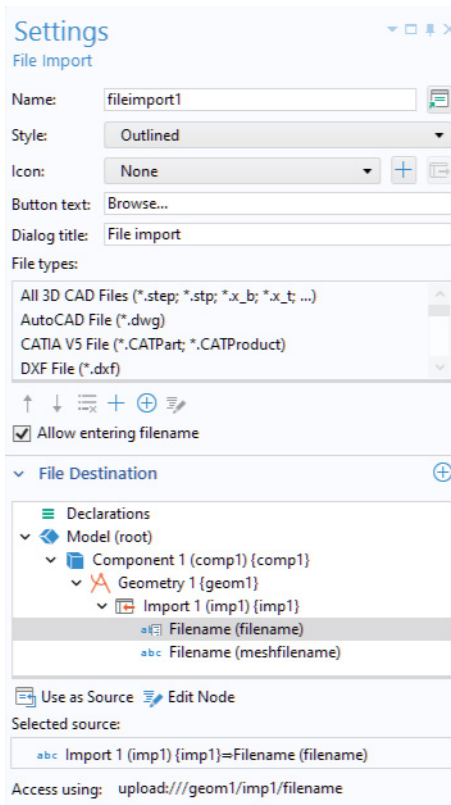 Settings
File Import
Name: fileimport1
Style: Outlined
Icon: None
Button text: Browse...
Dialog title: File import
File types:
All 3D CAD Files (*.step; *.stp; *.x_b; *.x_t; ...)
AutoCAD File (*.dwg)
CATIA V5 File (*.CATPart; *.CATProduct)
DXF File (*.dxf)
Allow entering filename
File Destination
Declarations
Model (root)
Component 1 (comp1) {comp1}
Geometry 1 {geom1}
Import 1 (imp1) {imp1}
Filename (filename)
abc Filename (meshfilename)
Use as Source Edit Node
Selected source:
abc Import 1 (imp1) {imp1}⇒Filename (filename)
Access using: upload:///geom1/imp1/filename